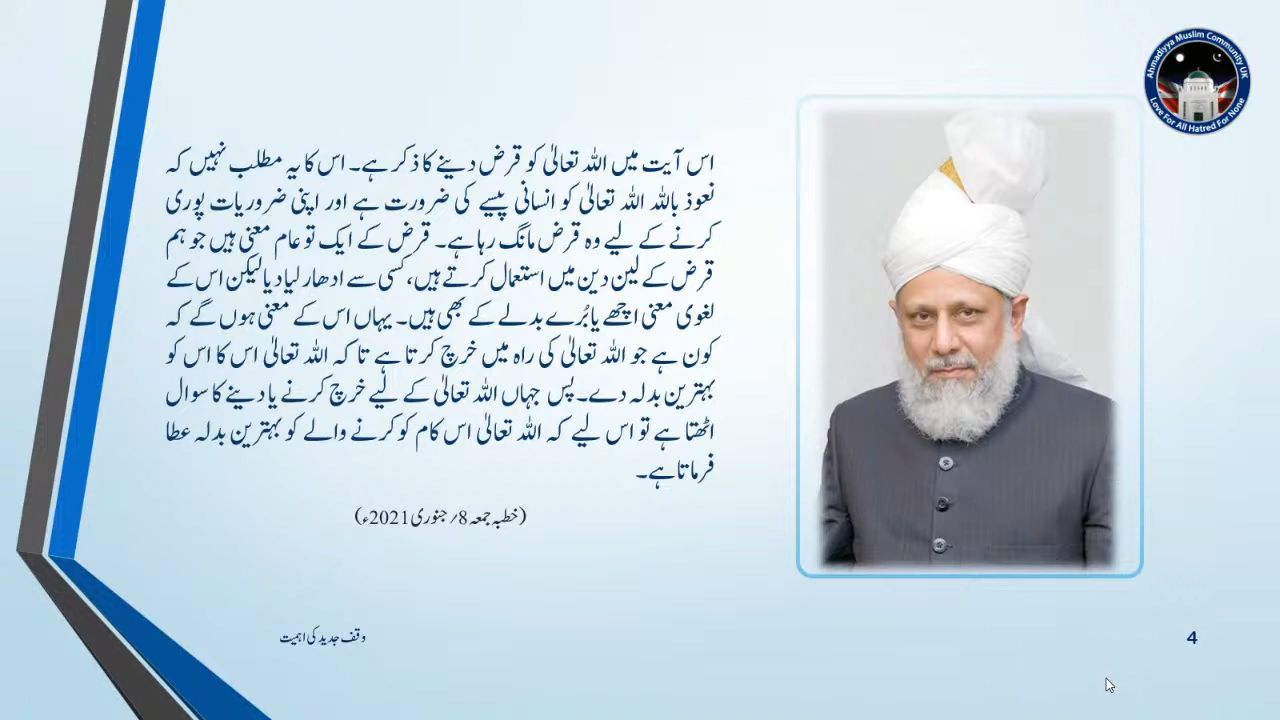 Ahmadiyya Muslim Community UK
Love For All Hatred For None
اس آیت میں اللہ تعالیٰ کو قرض دینے کا ذکر ہے۔ اس کا یہ مطلب نہیں کہ
نعوذ باللہ اللہ تعالیٰ کو انسانی پیسے کی ضرورت ہے اور اپنی ضروریات پوری
کرنے کے لیے وہ قرض مانگ رہا ہے۔ قرض کے ایک تو عام معنی ہیں جو ہم
قرض کے لین دین میں استعمال کرتے ہیں، کسی سے ادھار لیا دیا لیکن اس کے
لغوی معنی اچھے یا بُرے بدلے کے بھی ہیں۔ یہاں اس کے معنی ہوں گے کہ
کون ہے جو اللہ تعالیٰ کی راہ میں خرچ کرتا ہے تا کہ اللہ تعالیٰ اس کا اس کو
بہترین بدلہ دے۔ پس جہاں اللہ تعالیٰ کے لیے خرچ کرنے یا دینے کا سوال
اٹھتا ہے تو اس لیے کہ اللہ تعالیٰ اس کام کو کرنے والے کو بہترین بدلہ عطا
فرماتا ہے۔
(خطبہ جمعہ 8؍ جنوری 2021ء)
وقف جدید کی اہمیت
4